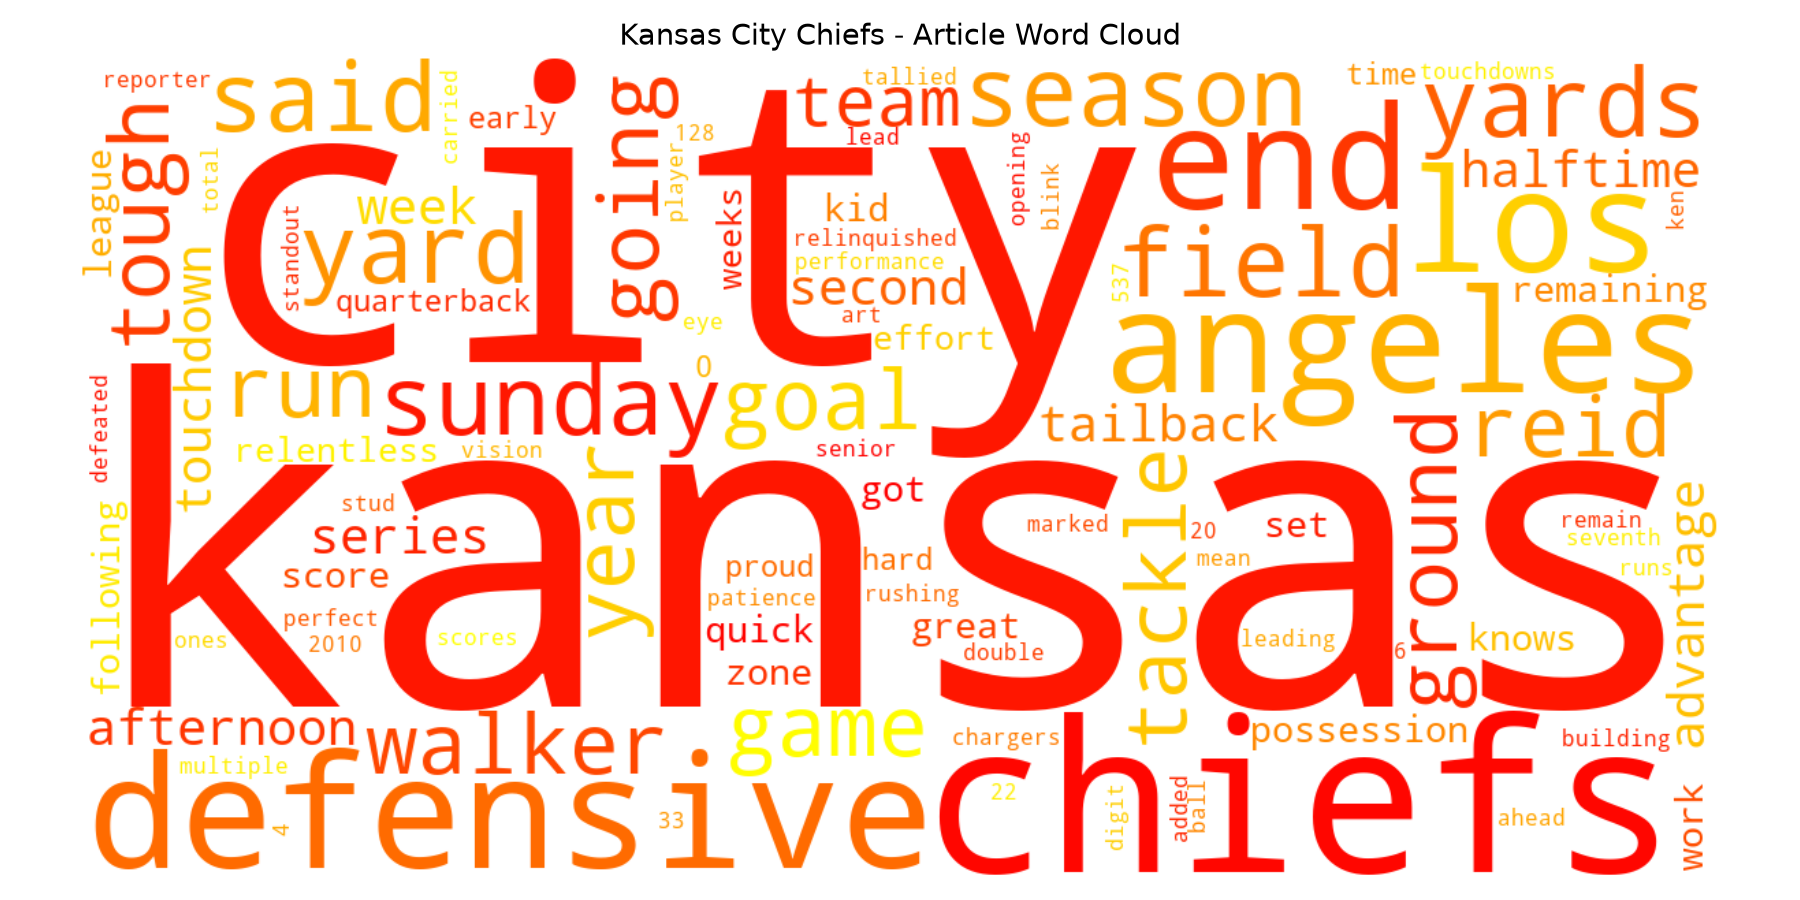 Kansas City Chiefs - Article Word Cloud
reporter
said
carried
early
city
going
team
tallied
season
time
touchdowns
yards
tough
league
total
128
player
lead
opening
blink
end
halftime
los
ken
week
yard
standout
quarterback
weeks
kid
relinquished
performance
second
art
effort
eye
0
537
field
remaining
angeles
touchdown
defeated
run
sunday
goal
tailback
reid
relentless
vision
senior
kansas
following
stud
series
score
perfect
2010
ones
scores
year
got
proud
patience
quick
zone
hard
rushing
great
double
marked
tackle
20
mean
set
leading
6
ground
remain
seventh
runs
knows
advantage
afternoon
walker
game
chargers
possession
building
multiple
defensive
4
33
chiefs
22
digit
added
ball
ahead
work